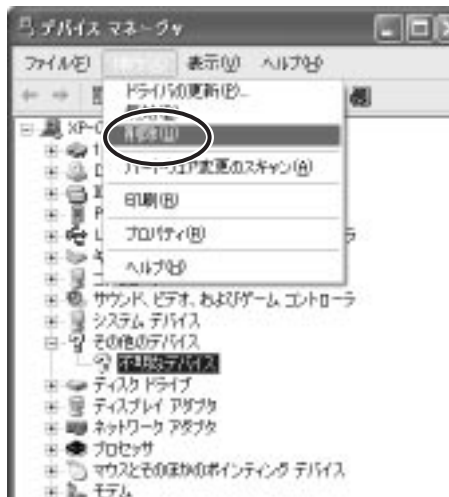 デバイス マネージャ
ファイル(F) 表示(V) ヘルプ(H)
ドライバの更新(P)...
削除(U)
ハードウェア変更のスキャン(A)
印刷(R)
プロパティ(R)
ヘルプ(H)
サウンド、ビデオ、およびゲーム コントローラ
システム デバイス
その他のデバイス
不明なデバイス
ディスク ドライブ
ディスプレイ アダプタ
ネットワーク アダプタ
プロセッサ
マウスとそのほかのポインティング デバイス
モデム